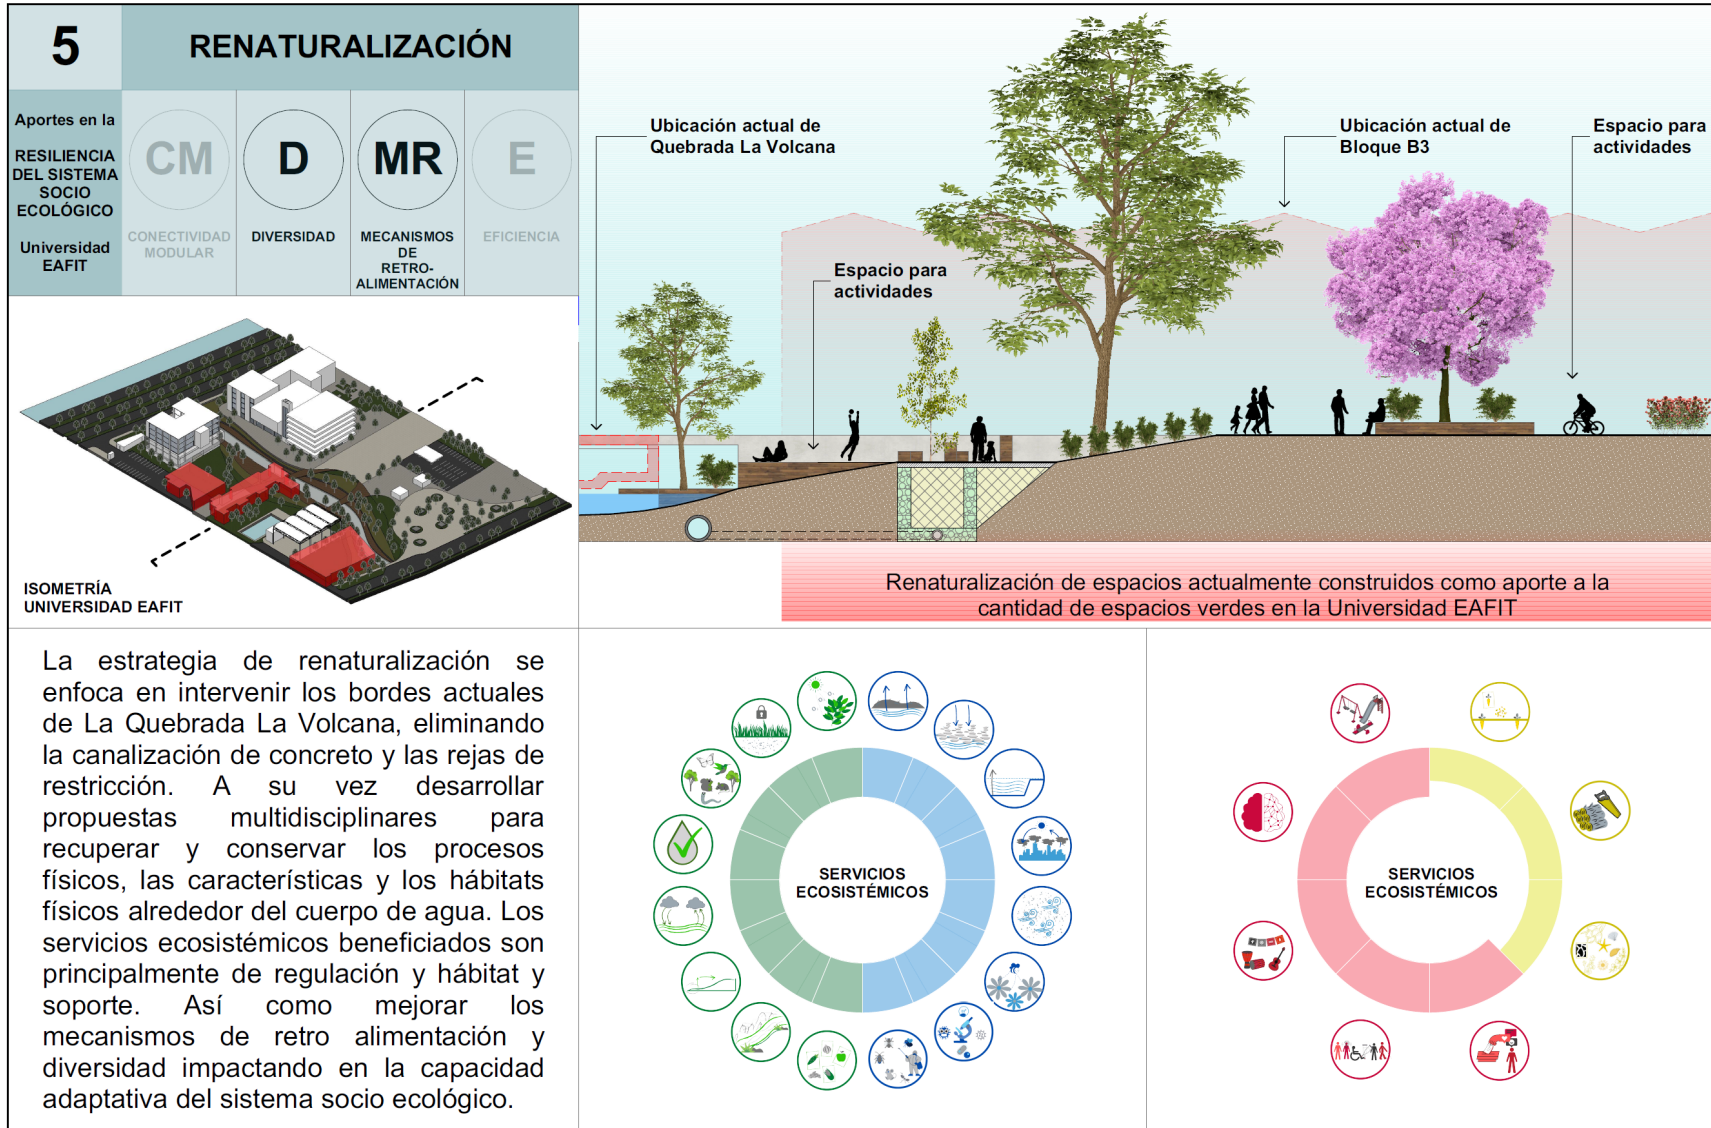 5
RENATURALIZACIÓN
Aportes en la
RESILIENCIA
DEL SISTEMA
SOCIO
ECOLÓGICO
Universidad
EAFIT
CM
CONECTIVIDAD
MODULAR
D
DIVERSIDAD
MR
MECANISMOS
DE
RETRO-
ALIMENTACIÓN
E
EFICIENCIA
ISOMETRÍA
UNIVERSIDAD EAFIT
Ubicación actual de
Quebrada La Volcana
Espacio para
actividades
Ubicación actual de
Bloque B3
Espacio para
actividades
Renaturalización de espacios actualmente construidos como aporte a la
cantidad de espacios verdes en la Universidad EAFIT
La estrategia de renaturalización se
enfoca en intervenir los bordes actuales
de La Quebrada La Volcana, eliminando
la canalización de concreto y las rejas de
restricción. A su vez desarrollar
propuestas multidisciplinares para
recuperar y conservar los procesos
físicos, las características y los hábitats
físicos alrededor del cuerpo de agua. Los
servicios ecosistémicos beneficiados son
principalmente de regulación y hábitat y
soporte. Así como mejorar los
mecanismos de retro alimentación y
diversidad impactando en la capacidad
adaptativa del sistema socio ecológico.
SERVICIOS
ECOSISTÉMICOS
SERVICIOS
ECOSISTÉMICOS